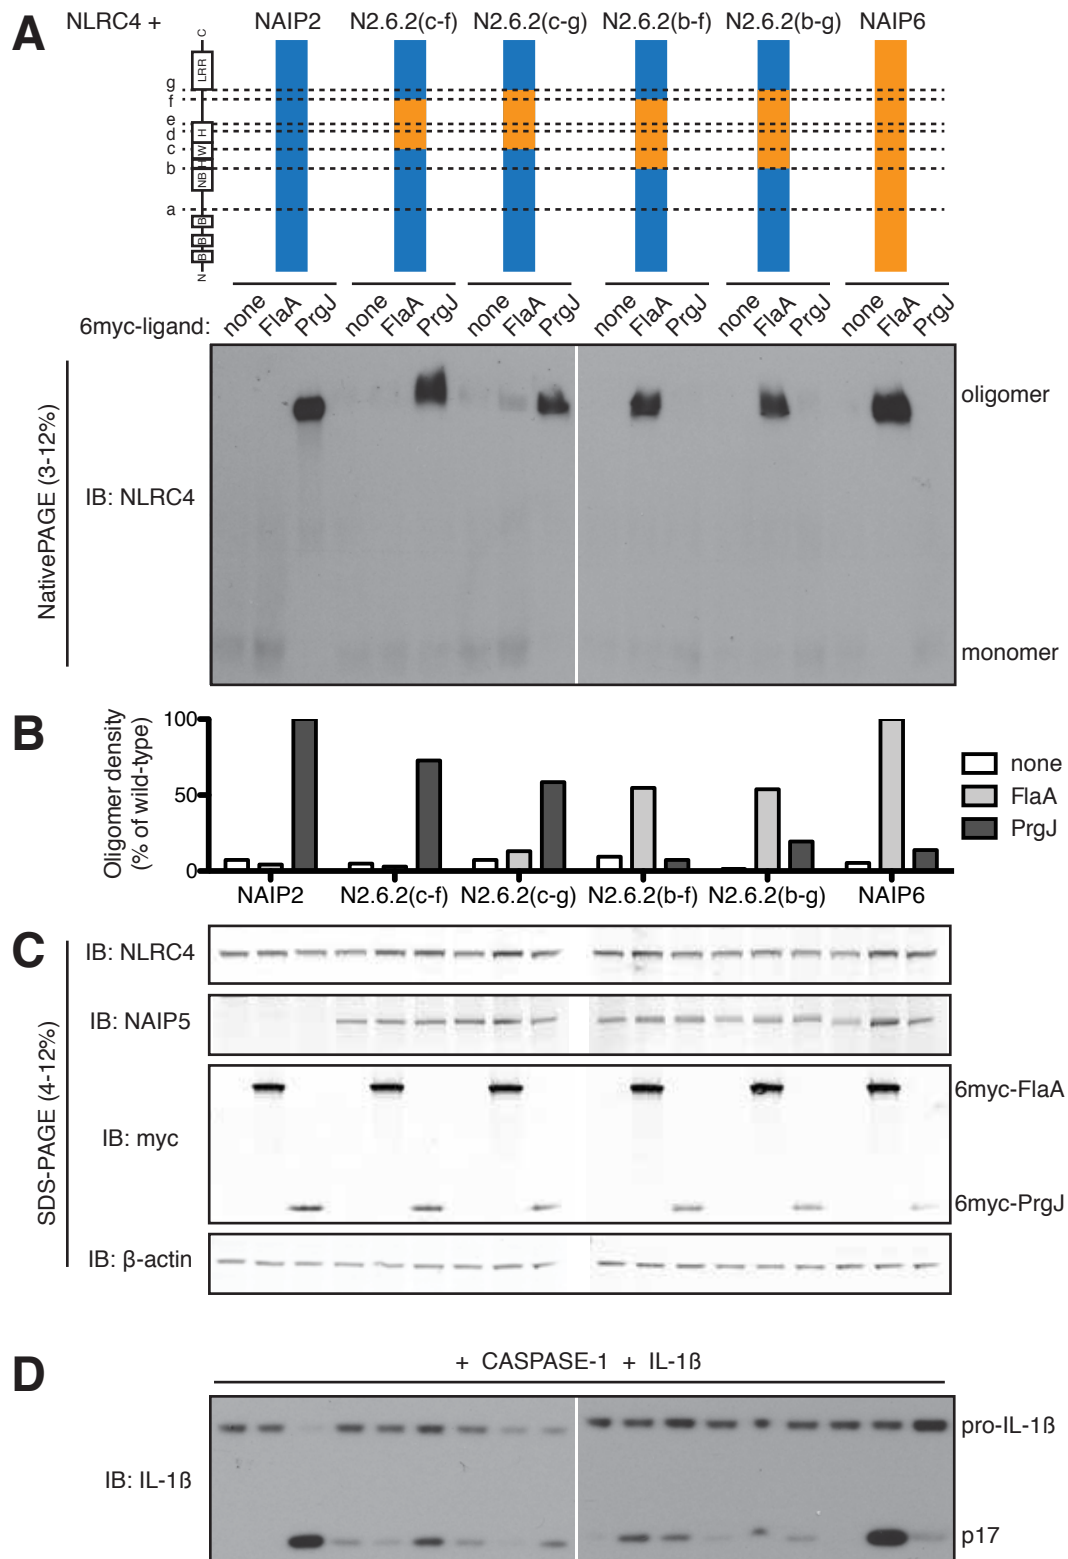 A
NLRC4 +
NAIP2
N2.6.2(c-f)
N2.6.2(c-g)
N2.6.2(b-f)
N2.6.2(b-g)
NAIP6
C
LRR
H
W
H
NB
B
B
B
N
g
f
e
d
c
b
a
6myc-ligand:
none FlaA PrgJ none FlaA PrgJ none FlaA PrgJ none FlaA PrgJ none FlaA PrgJ none FlaA PrgJ
NativePAGE (3-12%)
IB: NLRC4
oligomer
monomer
B
Oligomer density
(% of wild-type)
100
50
0
none
FlaA
PrgJ
NAIP2 N2.6.2(c-f) N2.6.2(c-g) N2.6.2(b-f) N2.6.2(b-g) NAIP6
C
SDS-PAGE (4-12%)
IB: NLRC4
IB: NAIP5
IB: myc
6myc-FlaA
6myc-PrgJ
IB: β-actin
D
+ CASPASE-1 + IL-1ß
IB: IL-1ß
pro-IL-1ß
p17